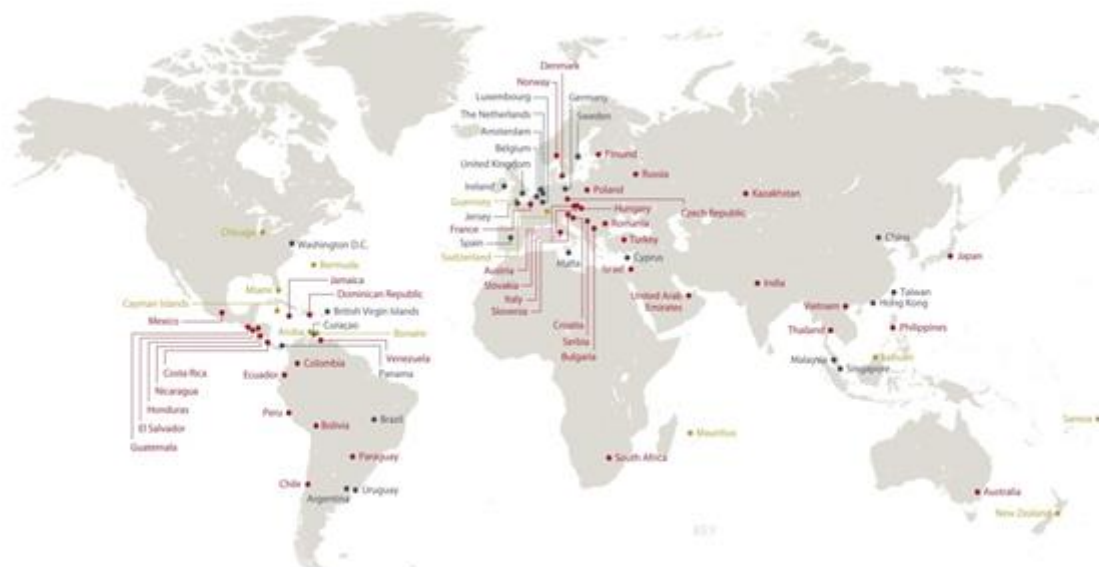 Denmark
Norway
Luxembourg
Germany
The Netherlands
Sweden
Amsterdam
Belgium
United Kingdom
Finland
Russia
Ireland
Poland
Kazakhstan
Guernsey
Jersey
Hungary
Czech Republic
France
Romania
Chicago
Washington D.C.
Spain
Turkey
China
Switzerland
Malta
Cyprus
Japan
Bermuda
Austria
Israel
Jamaica
Slovakia
India
Miami
Dominican Republic
Taiwan
Cayman Islands
Italy
United Arab
Emirates
Hong Kong
Mexico
British Virgin Islands
Slovenia
Vietnam
Curaçao
Croatia
Thailand
Philippines
Aruba
Bonaire
Serbia
Venezuela
Bulgaria
Malaysia
Colombia
Singapore
Costa Rica
Ecuador
Panama
Nicaragua
Honduras
Peru
Brazil
El Salvador
Bolivia
Samoa
Guatemala
Mauritius
Paraguay
South Africa
Chile
Uruguay
Argentina
Australia
New Zealand
KEY